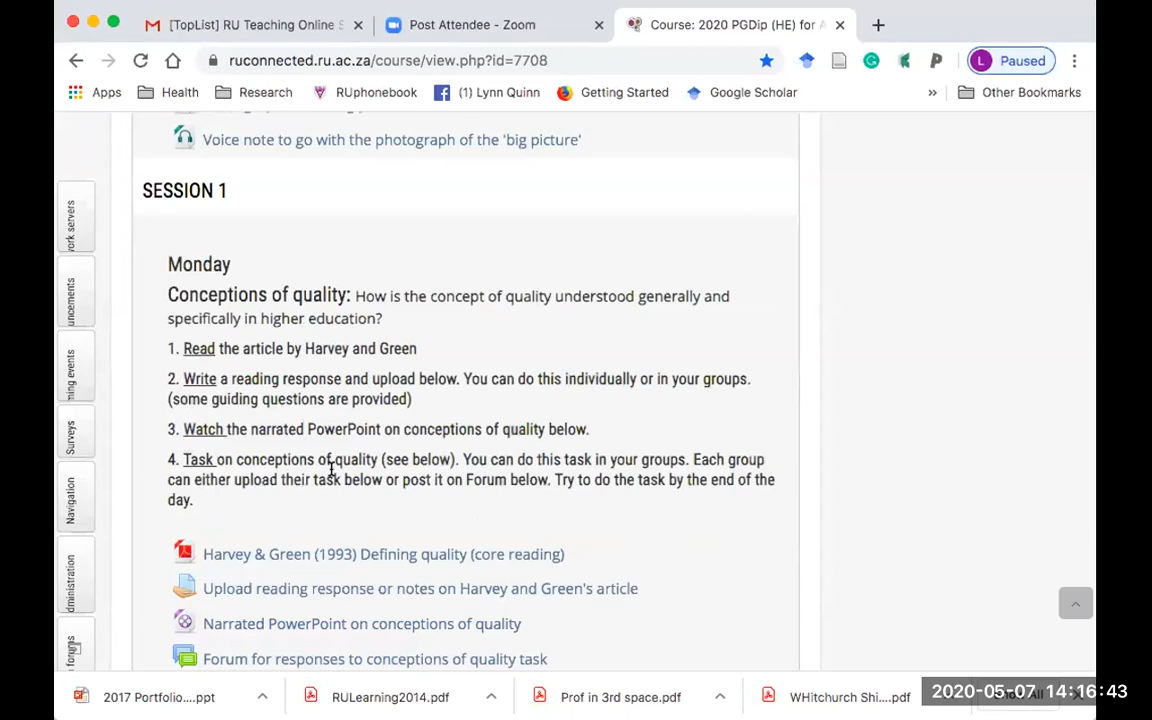 [TopList] RU Teaching Online S
Post Attendee - Zoom
Course: 2020 PGDip (HE) for A
ruconnected.ru.ac.za/course/view.php?id=7708
L Paused
Apps Health Research RUphonebook (1) Lynn Quinn Getting Started Google Scholar » Other Bookmarks
Voice note to go with the photograph of the 'big picture'
SESSION 1
Monday
Conceptions of quality: How is the concept of quality understood generally and
specifically in higher education?
1. Read the article by Harvey and Green
2. Write a reading response and upload below. You can do this individually or in your groups.
(some guiding questions are provided)
3. Watch the narrated PowerPoint on conceptions of quality below.
4. Task on conceptions of quality (see below). You can do this task in your groups. Each group
can either upload their task below or post it on Forum below. Try to do the task by the end of the
day.
Harvey & Green (1993) Defining quality (core reading)
Upload reading response or notes on Harvey and Green's article
Narrated PowerPoint on conceptions of quality
Forum for responses to conceptions of quality task
ork servers
uncements
ming events
Surveys
Navigation
dministration
forums
2017 Portfolio....ppt
RULearning2014.pdf
Prof in 3rd space.pdf
WHitchurch Shi....pdf
2020-05-07, 14:16:43